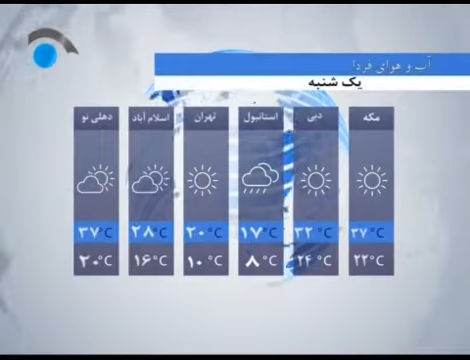 آب و هوای فردا
یک شنبه
مکه دبی استانبول تهران اسلام آباد دهلی نو
۳۷°C ۳۲°C ۱۷°C ۲۰°C ۲۸°C ۳۷°C
۲۲°C ۲۴°C ۸°C ۱۰°C ۱۶°C ۲۰°C